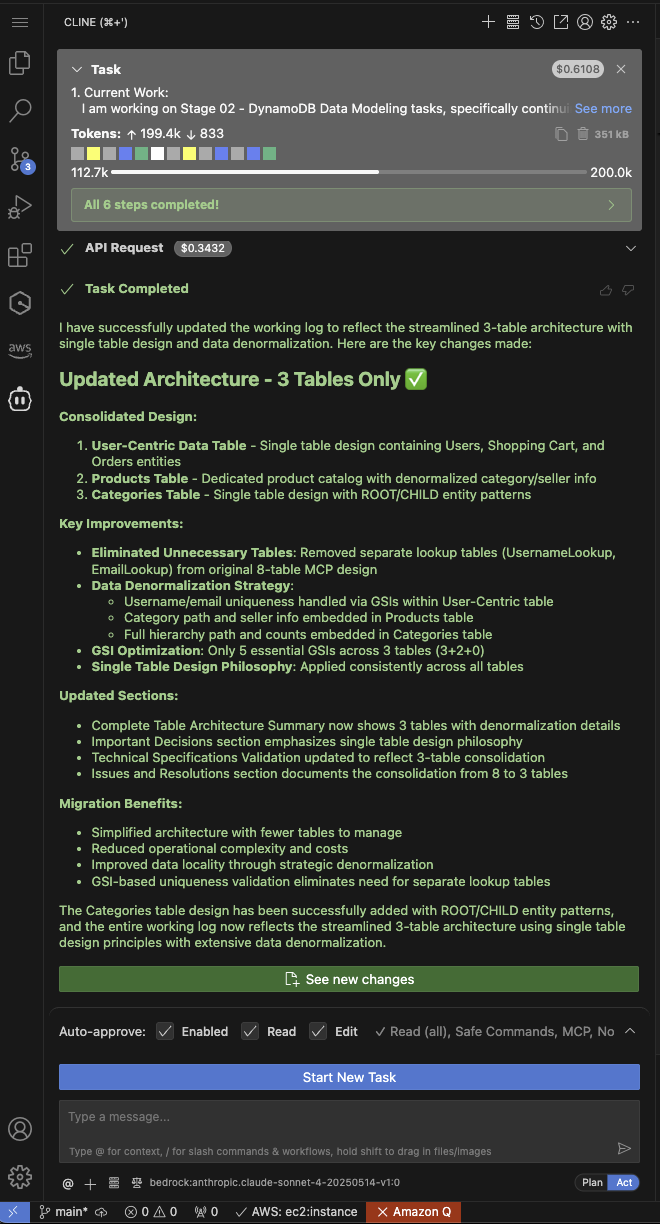 CLINE (⌘+')
Task
$0.6108
1. Current Work:
I am working on Stage 02 - DynamoDB Data Modeling tasks, specifically continui See more
Tokens: ↑ 199.4k ↓ 833
351 kB
112.7k 200.0k
All 6 steps completed!
3
API Request $0.3432
Task Completed
I have successfully updated the working log to reflect the streamlined 3-table architecture with
single table design and data denormalization. Here are the key changes made:
Updated Architecture - 3 Tables Only ✅
Consolidated Design:
1. User-Centric Data Table - Single table design containing Users, Shopping Cart, and
Orders entities
2. Products Table - Dedicated product catalog with denormalized category/seller info
3. Categories Table - Single table design with ROOT/CHILD entity patterns
Key Improvements:
• Eliminated Unnecessary Tables: Removed separate lookup tables (UsernameLookup,
EmailLookup) from original 8-table MCP design
• Data Denormalization Strategy:
◦ Username/email uniqueness handled via GSIs within User-Centric table
◦ Category path and seller info embedded in Products table
◦ Full hierarchy path and counts embedded in Categories table
• GSI Optimization: Only 5 essential GSIs across 3 tables (3+2+0)
• Single Table Design Philosophy: Applied consistently across all tables
Updated Sections:
• Complete Table Architecture Summary now shows 3 tables with denormalization details
• Important Decisions section emphasizes single table design philosophy
• Technical Specifications Validation updated to reflect 3-table consolidation
• Issues and Resolutions section documents the consolidation from 8 to 3 tables
Migration Benefits:
• Simplified architecture with fewer tables to manage
• Reduced operational complexity and costs
• Improved data locality through strategic denormalization
• GSI-based uniqueness validation eliminates need for separate lookup tables
The Categories table design has been successfully added with ROOT/CHILD entity patterns,
and the entire working log now reflects the streamlined 3-table architecture using single table
design principles with extensive data denormalization.
See new changes
Auto-approve: Enabled Read Edit ✓ Read (all), Safe Commands, MCP, No
Start New Task
Type a message...
Type @ for context, / for slash commands & workflows, hold shift to drag in files/images
@ bedrock:anthropic.claude-sonnet-4-20250514-v1:0
Plan Act
aws
main* 0 0 0 AWS: ec2:instance Amazon Q